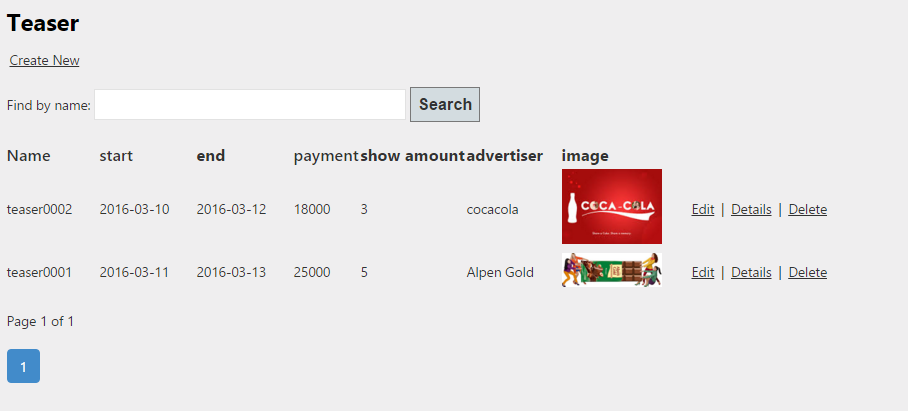 Teaser
Create New
Find by name: Search
Name start end payment show amount advertiser image
COCA-COLA
teaser0002 2016-03-10 2016-03-12 18000 3 cocacola Edit | Details | Delete
teaser0001 2016-03-11 2016-03-13 25000 5 Alpen Gold Edit | Details | Delete
Page 1 of 1
1